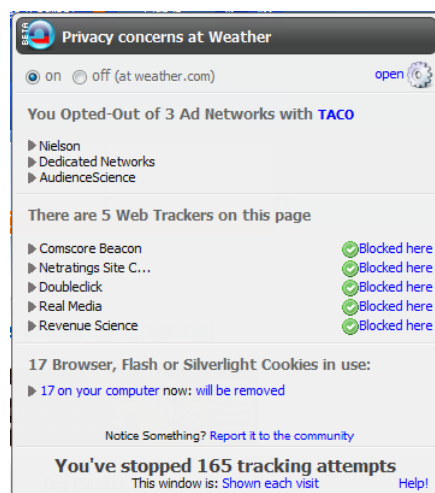 BETA
Privacy concerns at Weather
on off (at weather.com) open
You Opted-Out of 3 Ad Networks with TACO
Nielson
Dedicated Networks
AudienceScience
There are 5 Web Trackers on this page
Comscore Beacon Blocked here
Netratings Site C... Blocked here
Doubleclick Blocked here
Real Media Blocked here
Revenue Science Blocked here
17 Browser, Flash or Silverlight Cookies in use:
17 on your computer now: will be removed
Notice Something? Report it to the community
You've stopped 165 tracking attempts
This window is: Shown each visit Help!